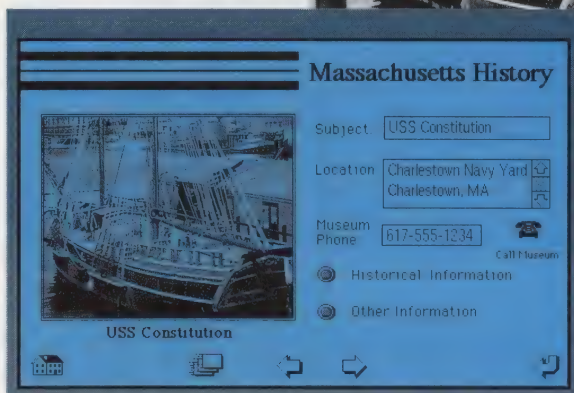 Massachusetts History
Subject USS Constitution
Location Charlestown Navy Yard
Charlestown, MA
Museum
Phone 617-555-1234
Call Museum
Historical Information
Other Information
USS Constitution